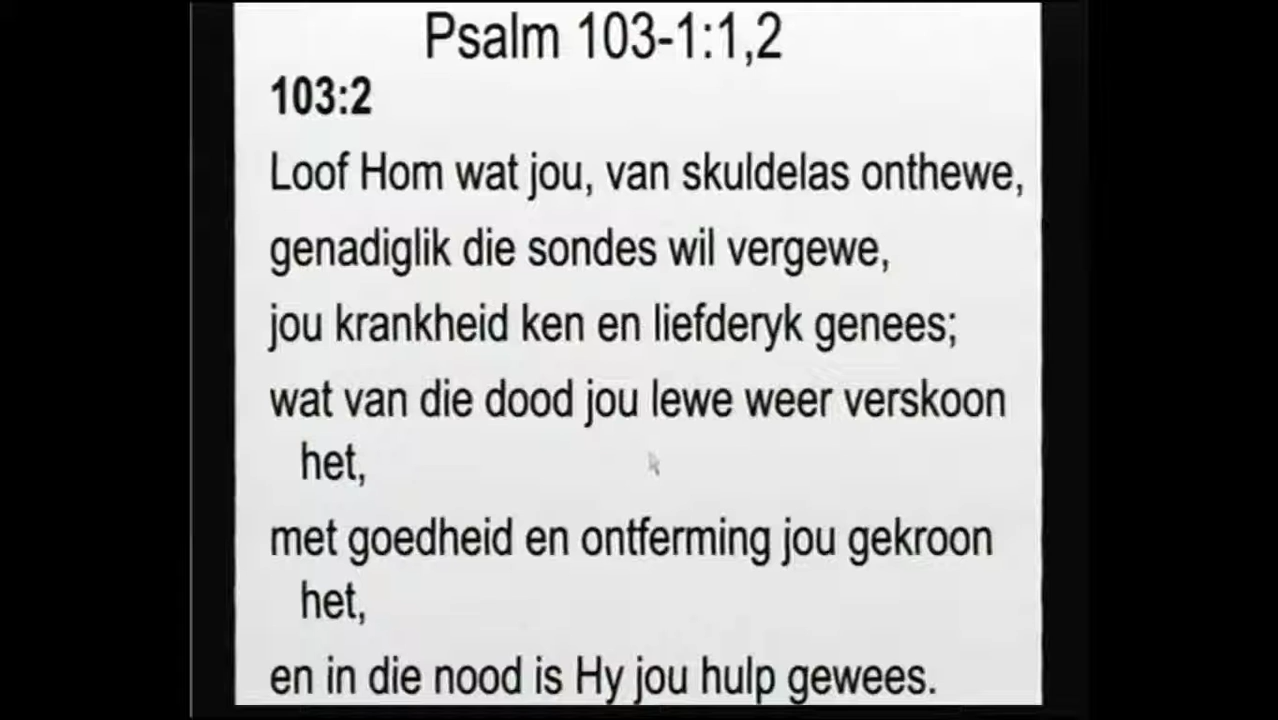 Psalm 103-1:1,2
103:2
Loof Hom wat jou, van skuldelas onthewe,
genadiglik die sondes wil vergewe,
jou krankheid ken en liefderyk genees;
wat van die dood jou lewe weer verskoon
het,
met goedheid en ontferming jou gekroon
het,
en in die nood is Hy jou hulp gewees.